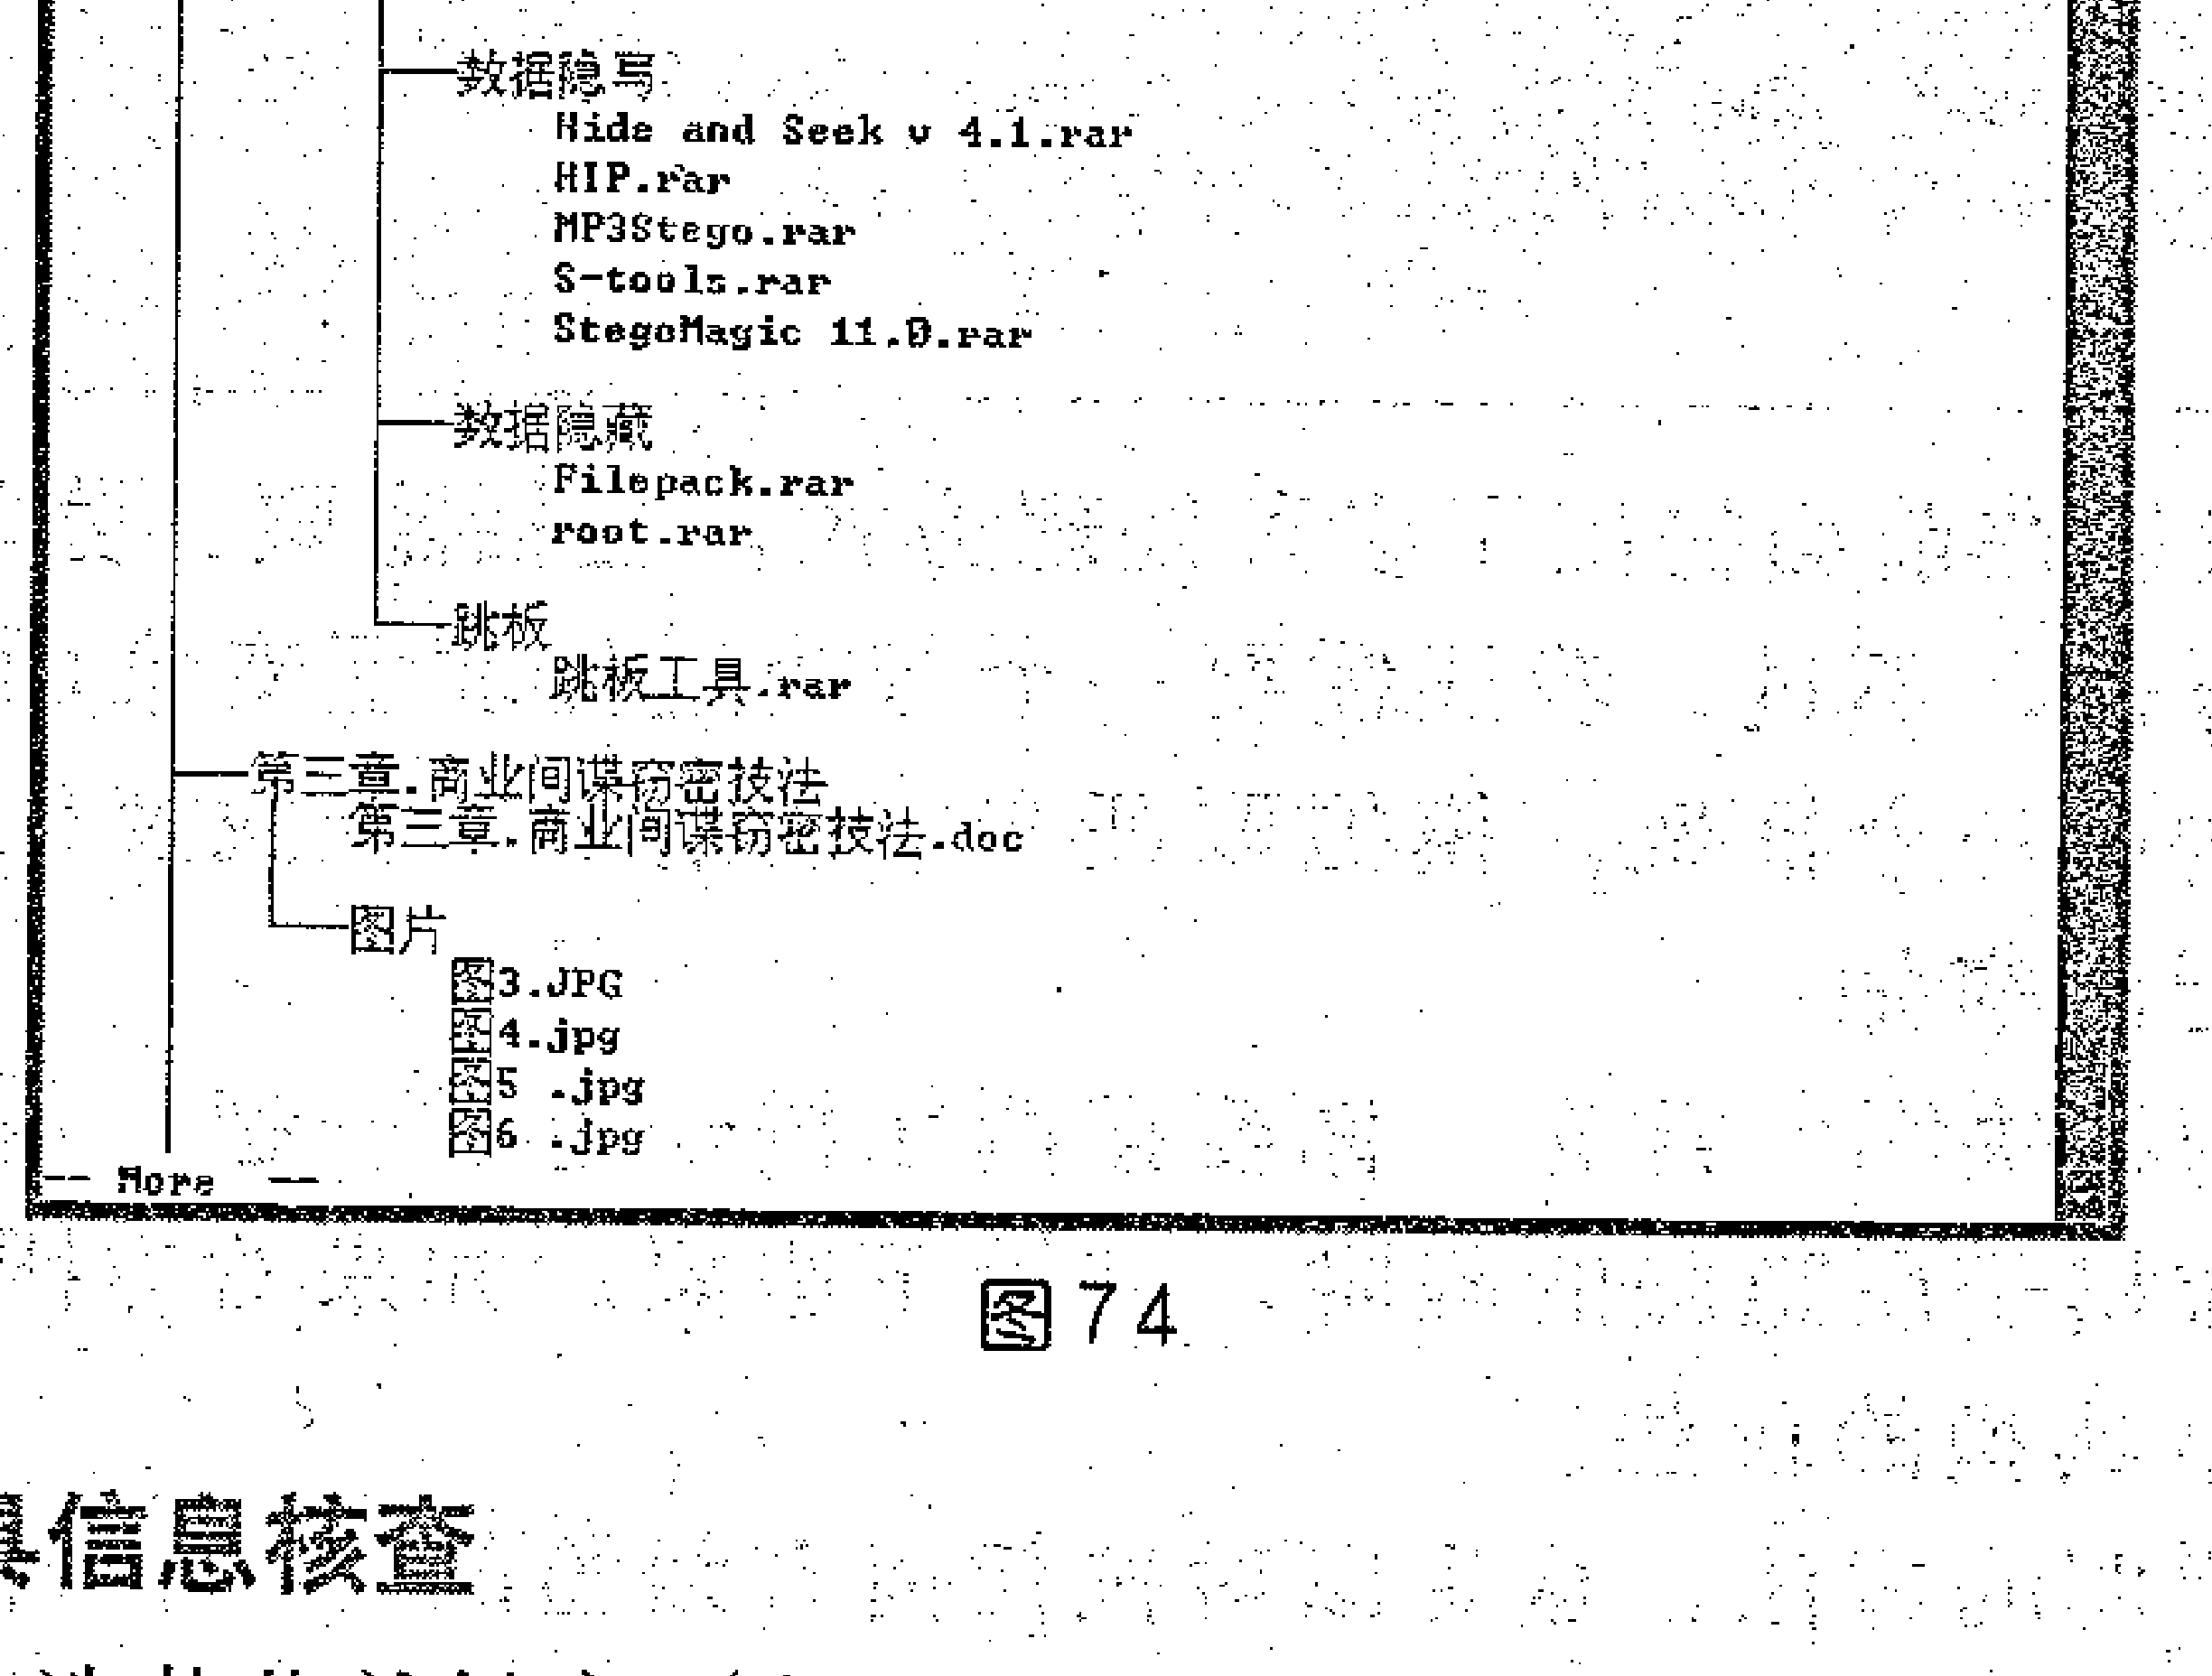 数据隐写
Hide and Seek v 4.1.rar
HIP.rar
MP3Stego.rar
S-tools.rar
StegoMagic 11.0.rar
数据隐藏
Filepack.rar
root.rar
跳板
跳板工具.rar
第三章.商业间谍窃密技法
第三章.商业间谍窃密技法.doc
图片
图3.JPG
图4.jpg
图5 .jpg
图6 .jpg
-- More --
图74
信息核查